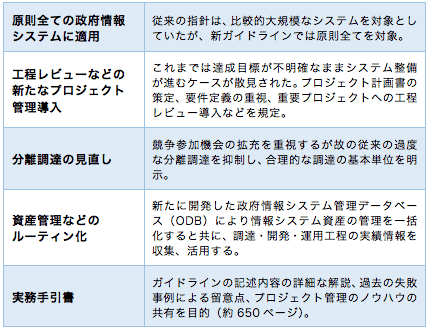 原則全ての政府情報
システムに適用
従来の指針は、比較的大規模なシステムを対象とし
ていたが、新ガイドラインでは原則全てを対象。
工程レビューなどの
新たなプロジェクト
管理導入
これまでは達成目標が不明確なままシステム整備
が進むケースが散見された。プロジェクト計画書の
策定、要件定義の重視、重要プロジェクトへの工程
レビュー導入などを規定。
分離調達の見直し
競争参加機会の拡充を重視するが故の従来の過度
な分離調達を抑制し、合理的な調達の基本単位を明
示。
資産管理などの
ルーティン化
新たに開発した政府情報システム管理データベー
ス（ODB）により情報システム資産の管理を一括
化すると共に、調達・開発・運用工程の実績情報を
収集、活用する。
実務手引書
ガイドラインの記述内容の詳細な解説、過去の失敗
事例による留意点、プロジェクト管理のノウハウの
共有を目的（約 650 ページ）。